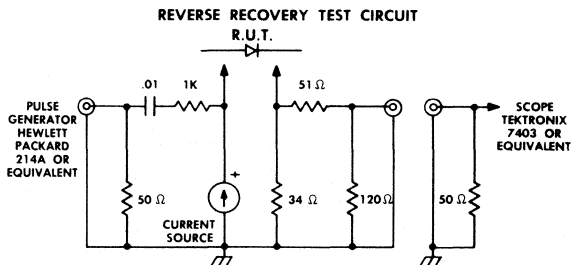 REVERSE RECOVERY TEST CIRCUIT
R.U.T.
.01
1K
51 Ω
PULSE
GENERATOR
HEWLETT
PACKARD
214A OR
EQUIVALENT
SCOPE
TEKTRONIX
7403 OR
EQUIVALENT
50 Ω
+
CURRENT
SOURCE
34 Ω
120Ω
50 Ω